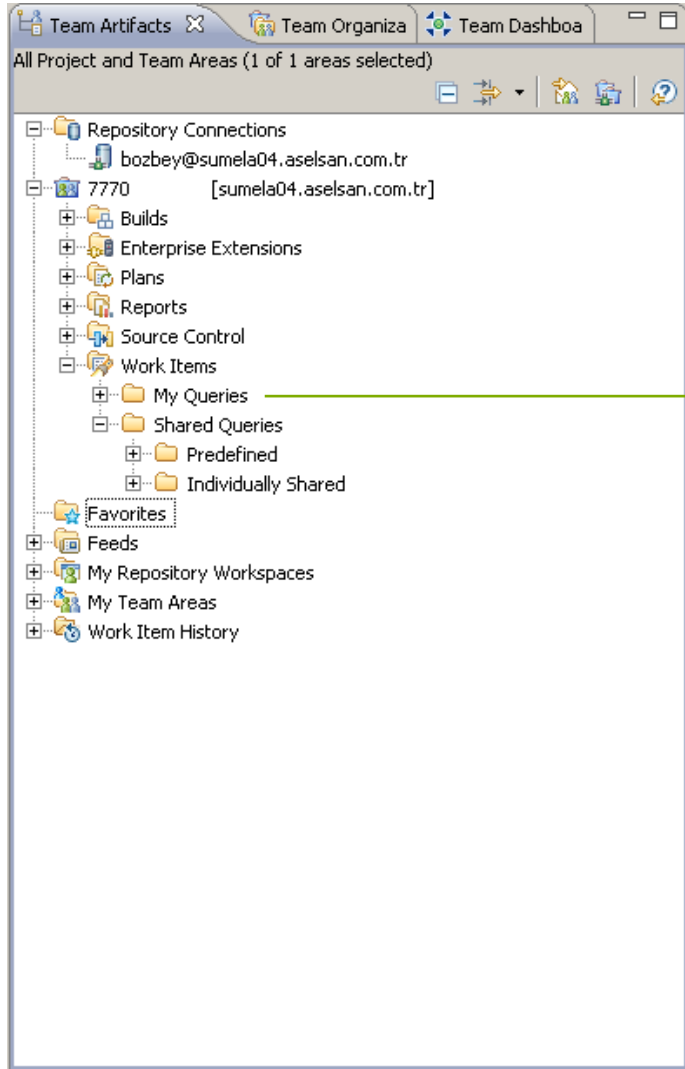 Team Artifacts Team Organiza Team Dashboa
All Project and Team Areas (1 of 1 areas selected)
Repository Connections
bozbey@sumela04.aselsan.com.tr
7770 [sumela04.aselsan.com.tr]
Builds
Enterprise Extensions
Plans
Reports
Source Control
Work Items
My Queries
Shared Queries
Predefined
Individually Shared
Favorites
Feeds
My Repository Workspaces
My Team Areas
Work Item History